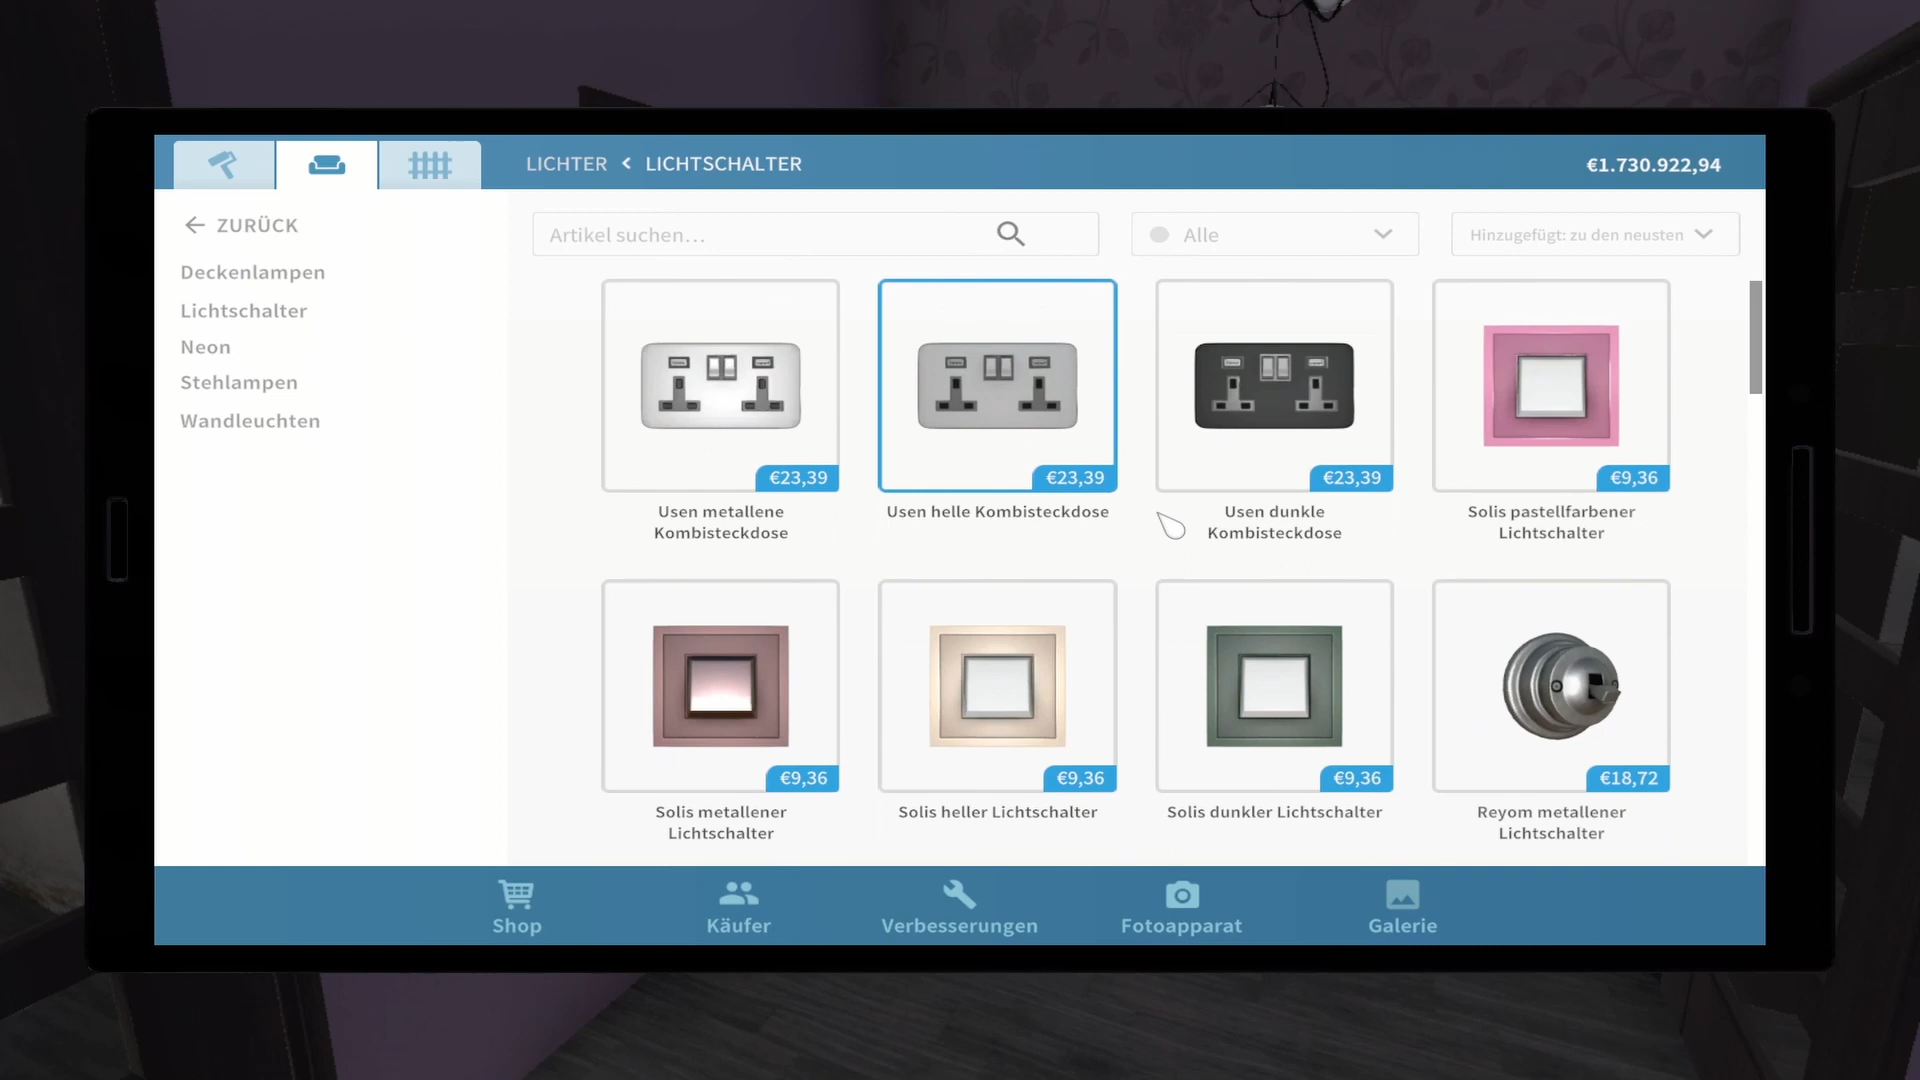 LICHTER < LICHTSCHALTER
€1.730.922,94
ZURÜCK
Deckenlampen
Lichtschalter
Neon
Stehlampen
Wandleuchten
Artikel suchen...
Alle
Hinzugefügt: zu den neusten
€23,39
€23,39
€23,39
€9,36
Usen metallene
Kombisteckdose
Usen helle Kombisteckdose
Usen dunkle
Kombisteckdose
Solis pastellfarbener
Lichtschalter
€9,36
€9,36
€9,36
€18,72
Solis metallener
Lichtschalter
Solis heller Lichtschalter
Solis dunkler Lichtschalter
Reyom metallener
Lichtschalter
Shop
Käufer
Verbesserungen
Fotoapparat
Galerie